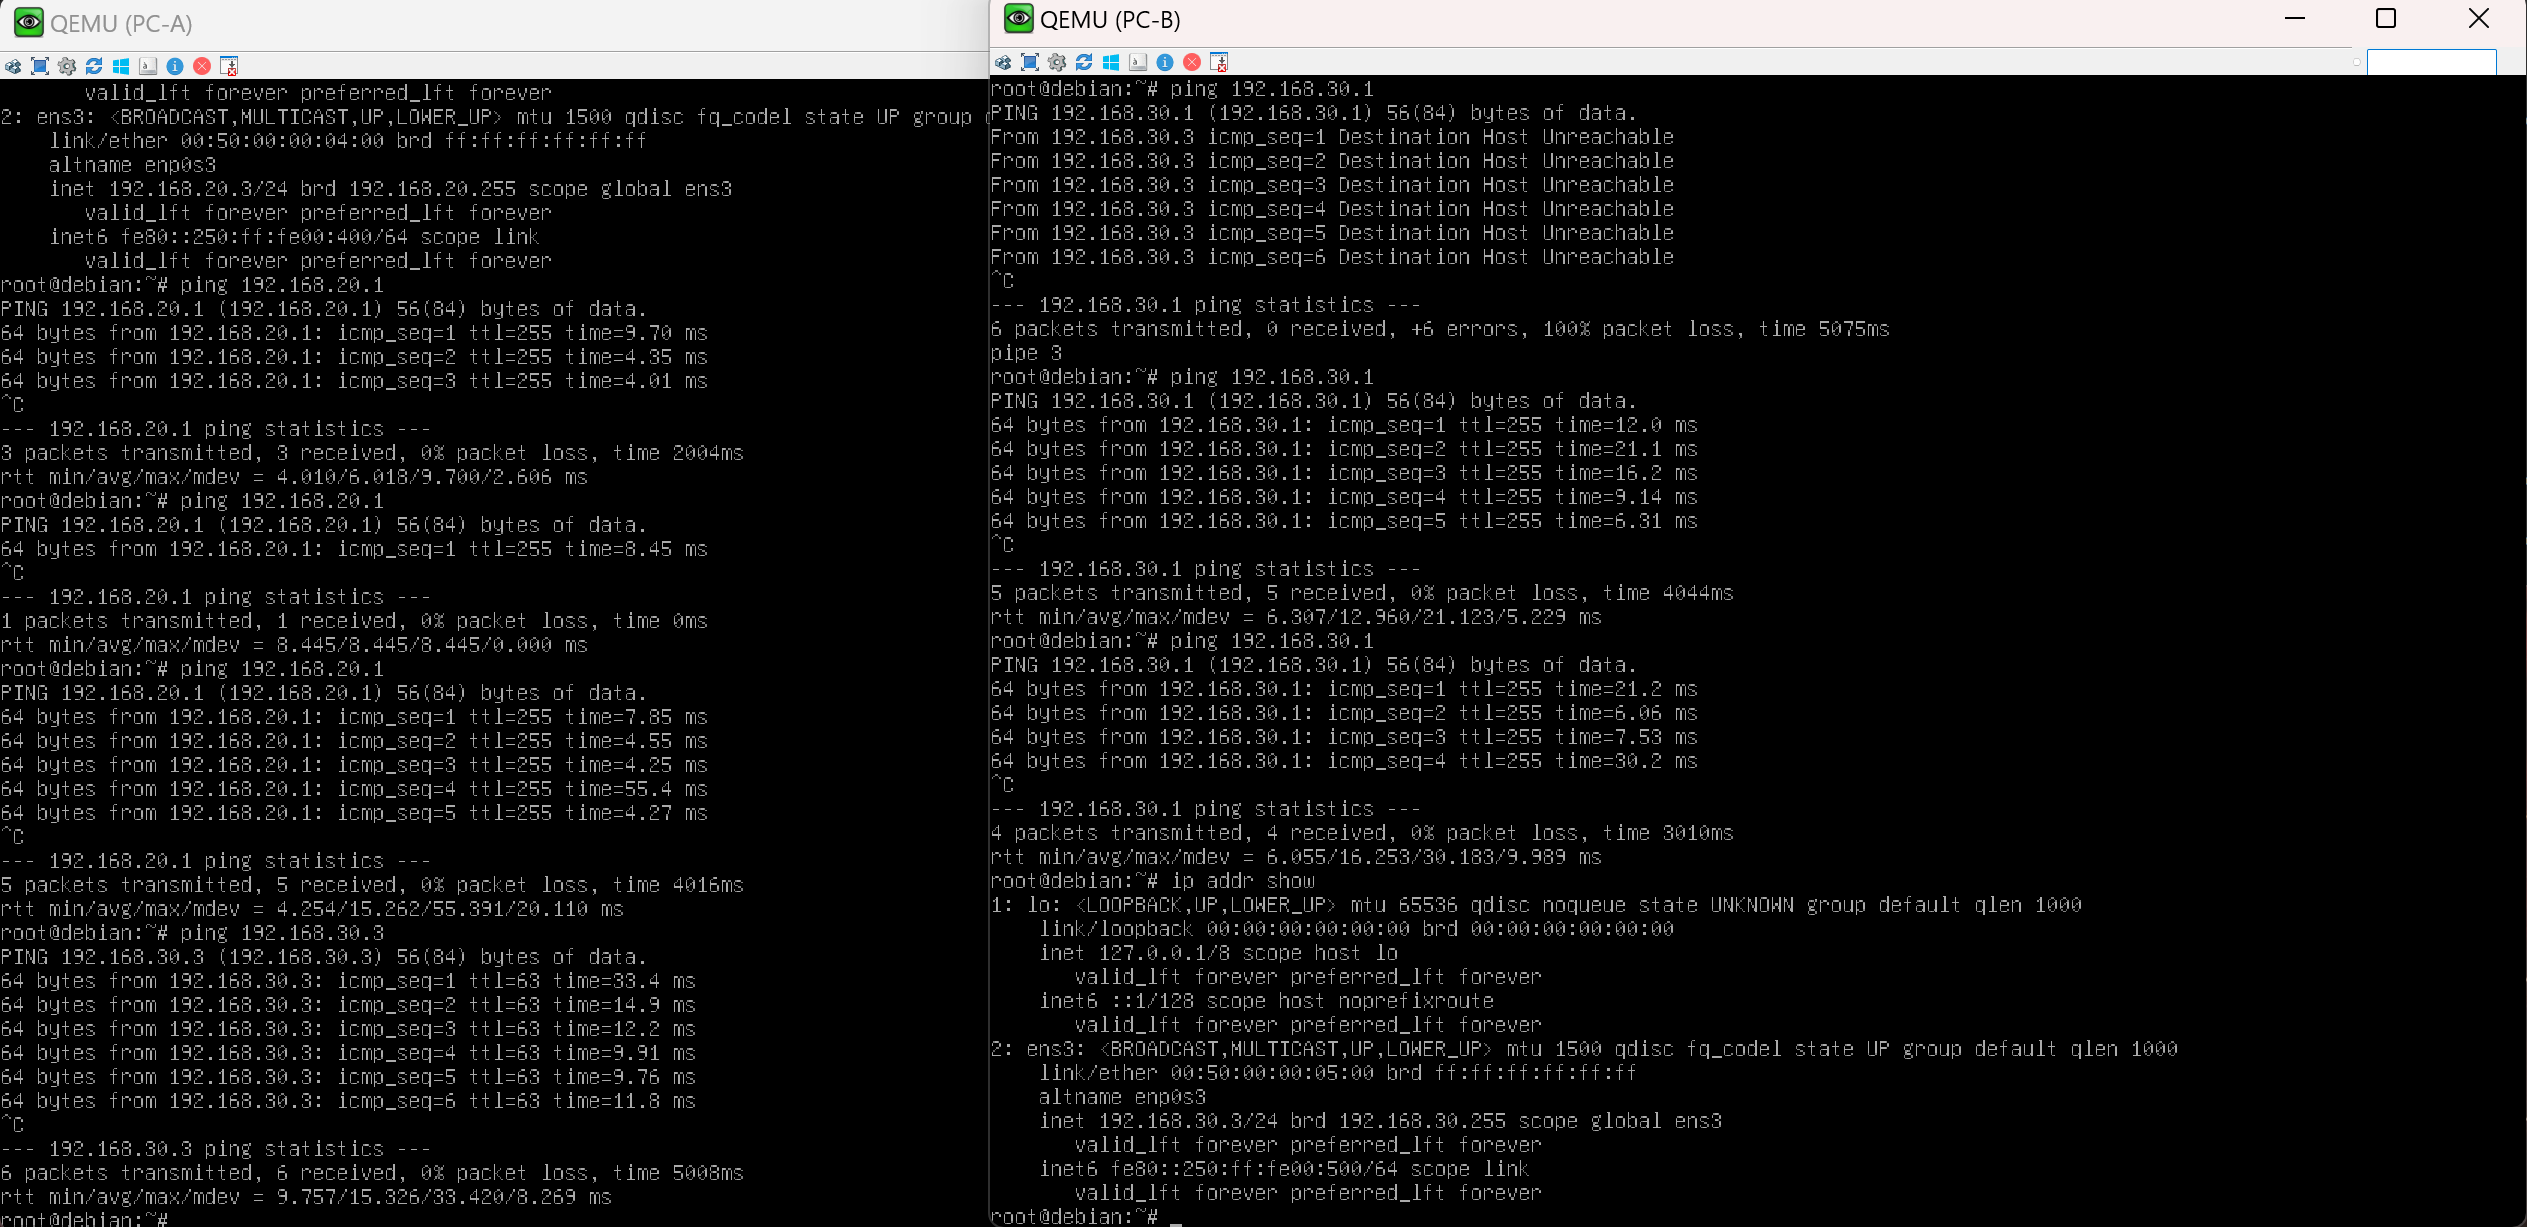 QEMU (PC-A)
valid_lft forever preferred_lft forever
2: ens3: <BROADCAST,MULTICAST,UP,LOWER_UP> mtu 1500 qdisc fq_codel state UP group
link/ether 00:50:00:00:04:00 brd ff:ff:ff:ff:ff:ff
altname enp0s3
inet 192.168.20.3/24 brd 192.168.20.255 scope global ens3
valid_lft forever preferred_lft forever
inet6 fe80::250:ff:fe00:400/64 scope link
valid_lft forever preferred_lft forever
root@debian:~# ping 192.168.20.1
PING 192.168.20.1 (192.168.20.1) 56(84) bytes of data.
64 bytes from 192.168.20.1: icmp_seq=1 ttl=255 time=9.70 ms
64 bytes from 192.168.20.1: icmp_seq=2 ttl=255 time=4.35 ms
64 bytes from 192.168.20.1: icmp_seq=3 ttl=255 time=4.01 ms
^C
--- 192.168.20.1 ping statistics ---
3 packets transmitted, 3 received, 0% packet loss, time 2004ms
rtt min/avg/max/mdev = 4.010/6.018/9.700/2.606 ms
root@debian:~# ping 192.168.20.1
PING 192.168.20.1 (192.168.20.1) 56(84) bytes of data.
64 bytes from 192.168.20.1: icmp_seq=1 ttl=255 time=8.45 ms
^C
--- 192.168.20.1 ping statistics ---
1 packets transmitted, 1 received, 0% packet loss, time 0ms
rtt min/avg/max/mdev = 8.445/8.445/8.445/0.000 ms
root@debian:~# ping 192.168.20.1
PING 192.168.20.1 (192.168.20.1) 56(84) bytes of data.
64 bytes from 192.168.20.1: icmp_seq=1 ttl=255 time=7.85 ms
64 bytes from 192.168.20.1: icmp_seq=2 ttl=255 time=4.55 ms
64 bytes from 192.168.20.1: icmp_seq=3 ttl=255 time=4.25 ms
64 bytes from 192.168.20.1: icmp_seq=4 ttl=255 time=55.4 ms
64 bytes from 192.168.20.1: icmp_seq=5 ttl=255 time=4.27 ms
^C
--- 192.168.20.1 ping statistics ---
5 packets transmitted, 5 received, 0% packet loss, time 4016ms
rtt min/avg/max/mdev = 4.254/15.262/55.391/20.110 ms
root@debian:~# ping 192.168.30.3
PING 192.168.30.3 (192.168.30.3) 56(84) bytes of data.
64 bytes from 192.168.30.3: icmp_seq=1 ttl=63 time=33.4 ms
64 bytes from 192.168.30.3: icmp_seq=2 ttl=63 time=14.9 ms
64 bytes from 192.168.30.3: icmp_seq=3 ttl=63 time=12.2 ms
64 bytes from 192.168.30.3: icmp_seq=4 ttl=63 time=9.91 ms
64 bytes from 192.168.30.3: icmp_seq=5 ttl=63 time=9.76 ms
64 bytes from 192.168.30.3: icmp_seq=6 ttl=63 time=11.8 ms
^C
--- 192.168.30.3 ping statistics ---
6 packets transmitted, 6 received, 0% packet loss, time 5008ms
rtt min/avg/max/mdev = 9.757/15.326/33.420/8.269 ms
root@debian:~#
QEMU (PC-B)
root@debian:~# ping 192.168.30.1
PING 192.168.30.1 (192.168.30.1) 56(84) bytes of data.
From 192.168.30.3 icmp_seq=1 Destination Host Unreachable
From 192.168.30.3 icmp_seq=2 Destination Host Unreachable
From 192.168.30.3 icmp_seq=3 Destination Host Unreachable
From 192.168.30.3 icmp_seq=4 Destination Host Unreachable
From 192.168.30.3 icmp_seq=5 Destination Host Unreachable
From 192.168.30.3 icmp_seq=6 Destination Host Unreachable
^C
--- 192.168.30.1 ping statistics ---
6 packets transmitted, 0 received, +6 errors, 100% packet loss, time 5075ms
pipe 3
root@debian:~# ping 192.168.30.1
PING 192.168.30.1 (192.168.30.1) 56(84) bytes of data.
64 bytes from 192.168.30.1: icmp_seq=1 ttl=255 time=12.0 ms
64 bytes from 192.168.30.1: icmp_seq=2 ttl=255 time=21.1 ms
64 bytes from 192.168.30.1: icmp_seq=3 ttl=255 time=16.2 ms
64 bytes from 192.168.30.1: icmp_seq=4 ttl=255 time=9.14 ms
64 bytes from 192.168.30.1: icmp_seq=5 ttl=255 time=6.31 ms
^C
--- 192.168.30.1 ping statistics ---
5 packets transmitted, 5 received, 0% packet loss, time 4044ms
rtt min/avg/max/mdev = 6.307/12.960/21.123/5.229 ms
root@debian:~# ping 192.168.30.1
PING 192.168.30.1 (192.168.30.1) 56(84) bytes of data.
64 bytes from 192.168.30.1: icmp_seq=1 ttl=255 time=21.2 ms
64 bytes from 192.168.30.1: icmp_seq=2 ttl=255 time=6.06 ms
64 bytes from 192.168.30.1: icmp_seq=3 ttl=255 time=7.53 ms
64 bytes from 192.168.30.1: icmp_seq=4 ttl=255 time=30.2 ms
^C
--- 192.168.30.1 ping statistics ---
4 packets transmitted, 4 received, 0% packet loss, time 3010ms
rtt min/avg/max/mdev = 6.055/16.253/30.183/9.989 ms
root@debian:~# ip addr show
1: lo: <LOOPBACK,UP,LOWER_UP> mtu 65536 qdisc noqueue state UNKNOWN group default qlen 1000
link/loopback 00:00:00:00:00:00 brd 00:00:00:00:00:00
inet 127.0.0.1/8 scope host lo
valid_lft forever preferred_lft forever
inet6 ::1/128 scope host noprefixroute
valid_lft forever preferred_lft forever
2: ens3: <BROADCAST,MULTICAST,UP,LOWER_UP> mtu 1500 qdisc fq_codel state UP group default qlen 1000
link/ether 00:50:00:00:05:00 brd ff:ff:ff:ff:ff:ff
altname enp0s3
inet 192.168.30.3/24 brd 192.168.30.255 scope global ens3
valid_lft forever preferred_lft forever
inet6 fe80::250:ff:fe00:500/64 scope link
valid_lft forever preferred_lft forever
root@debian:~# _